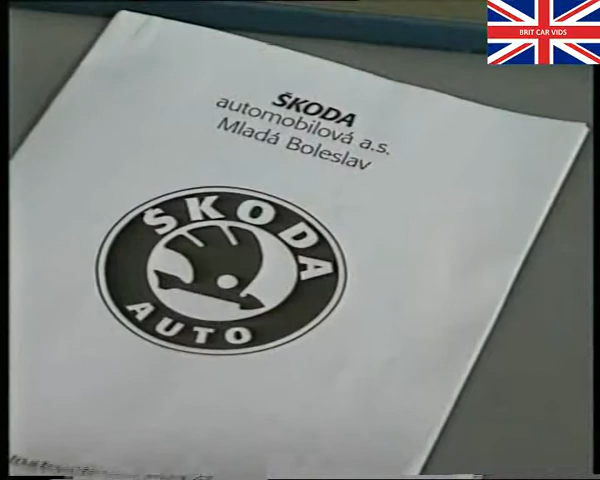 BRIT CAR VIDS
ŠKODA
automobilová a.s.
Mladá Boleslav
ŠKODA
AUTO